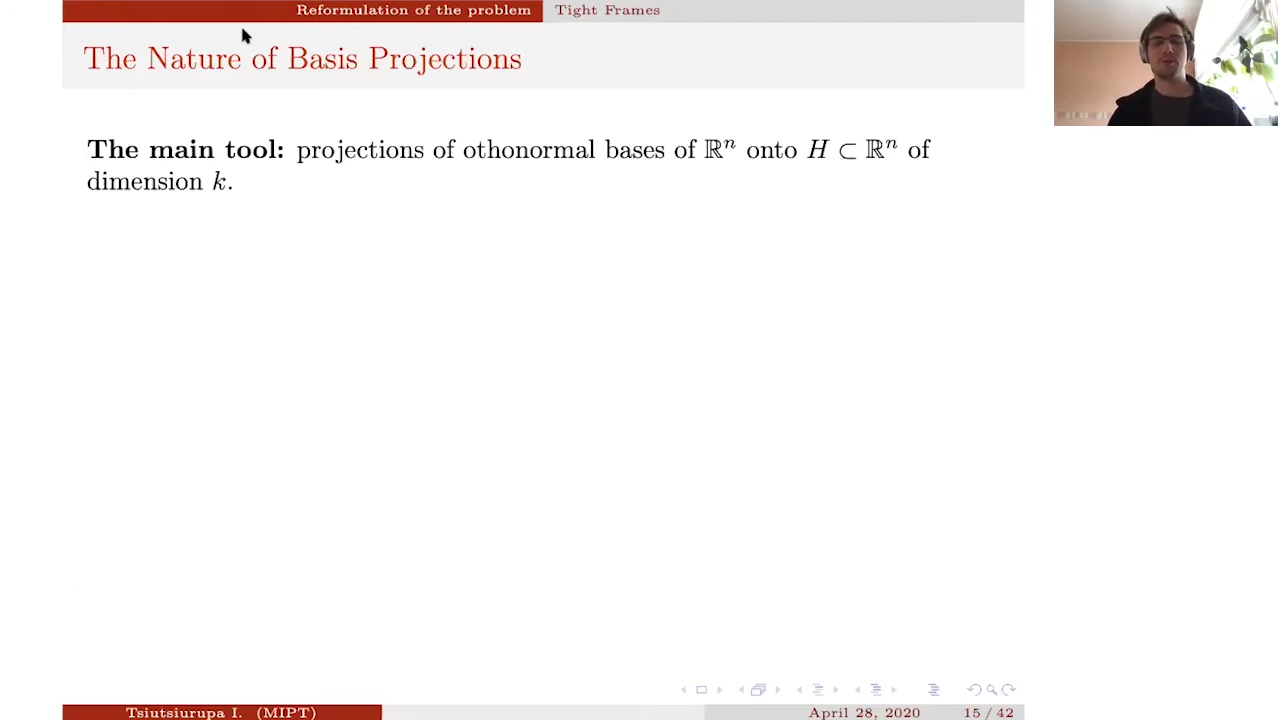 Reformulation of the problem Tight Frames
The Nature of Basis Projections
The main tool: projections of othonormal bases of ℝⁿ onto H ⊂ ℝⁿ of
dimension k.
Tsiutsiurupa I. (MIPT) April 28, 2020 15 / 42